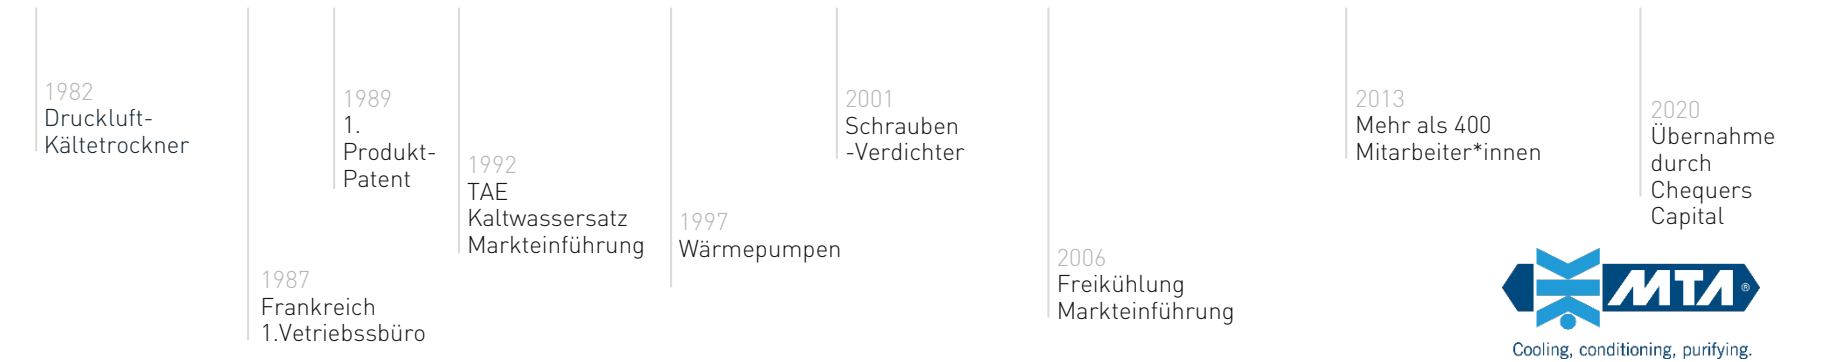 1982
Druckluft-
Kältetrockner
1987
Frankreich
1.Vetriebssbüro
1989
1.
Produkt-
Patent
1992
TAE
Kaltwassersatz
Markteinführung
1997
Wärmepumpen
2001
Schrauben
-Verdichter
2006
Freikühlung
Markteinführung
2013
Mehr als 400
Mitarbeiter*innen
2020
Übernahme
durch
Chequers
Capital
MTA ®
Cooling, conditioning, purifying.